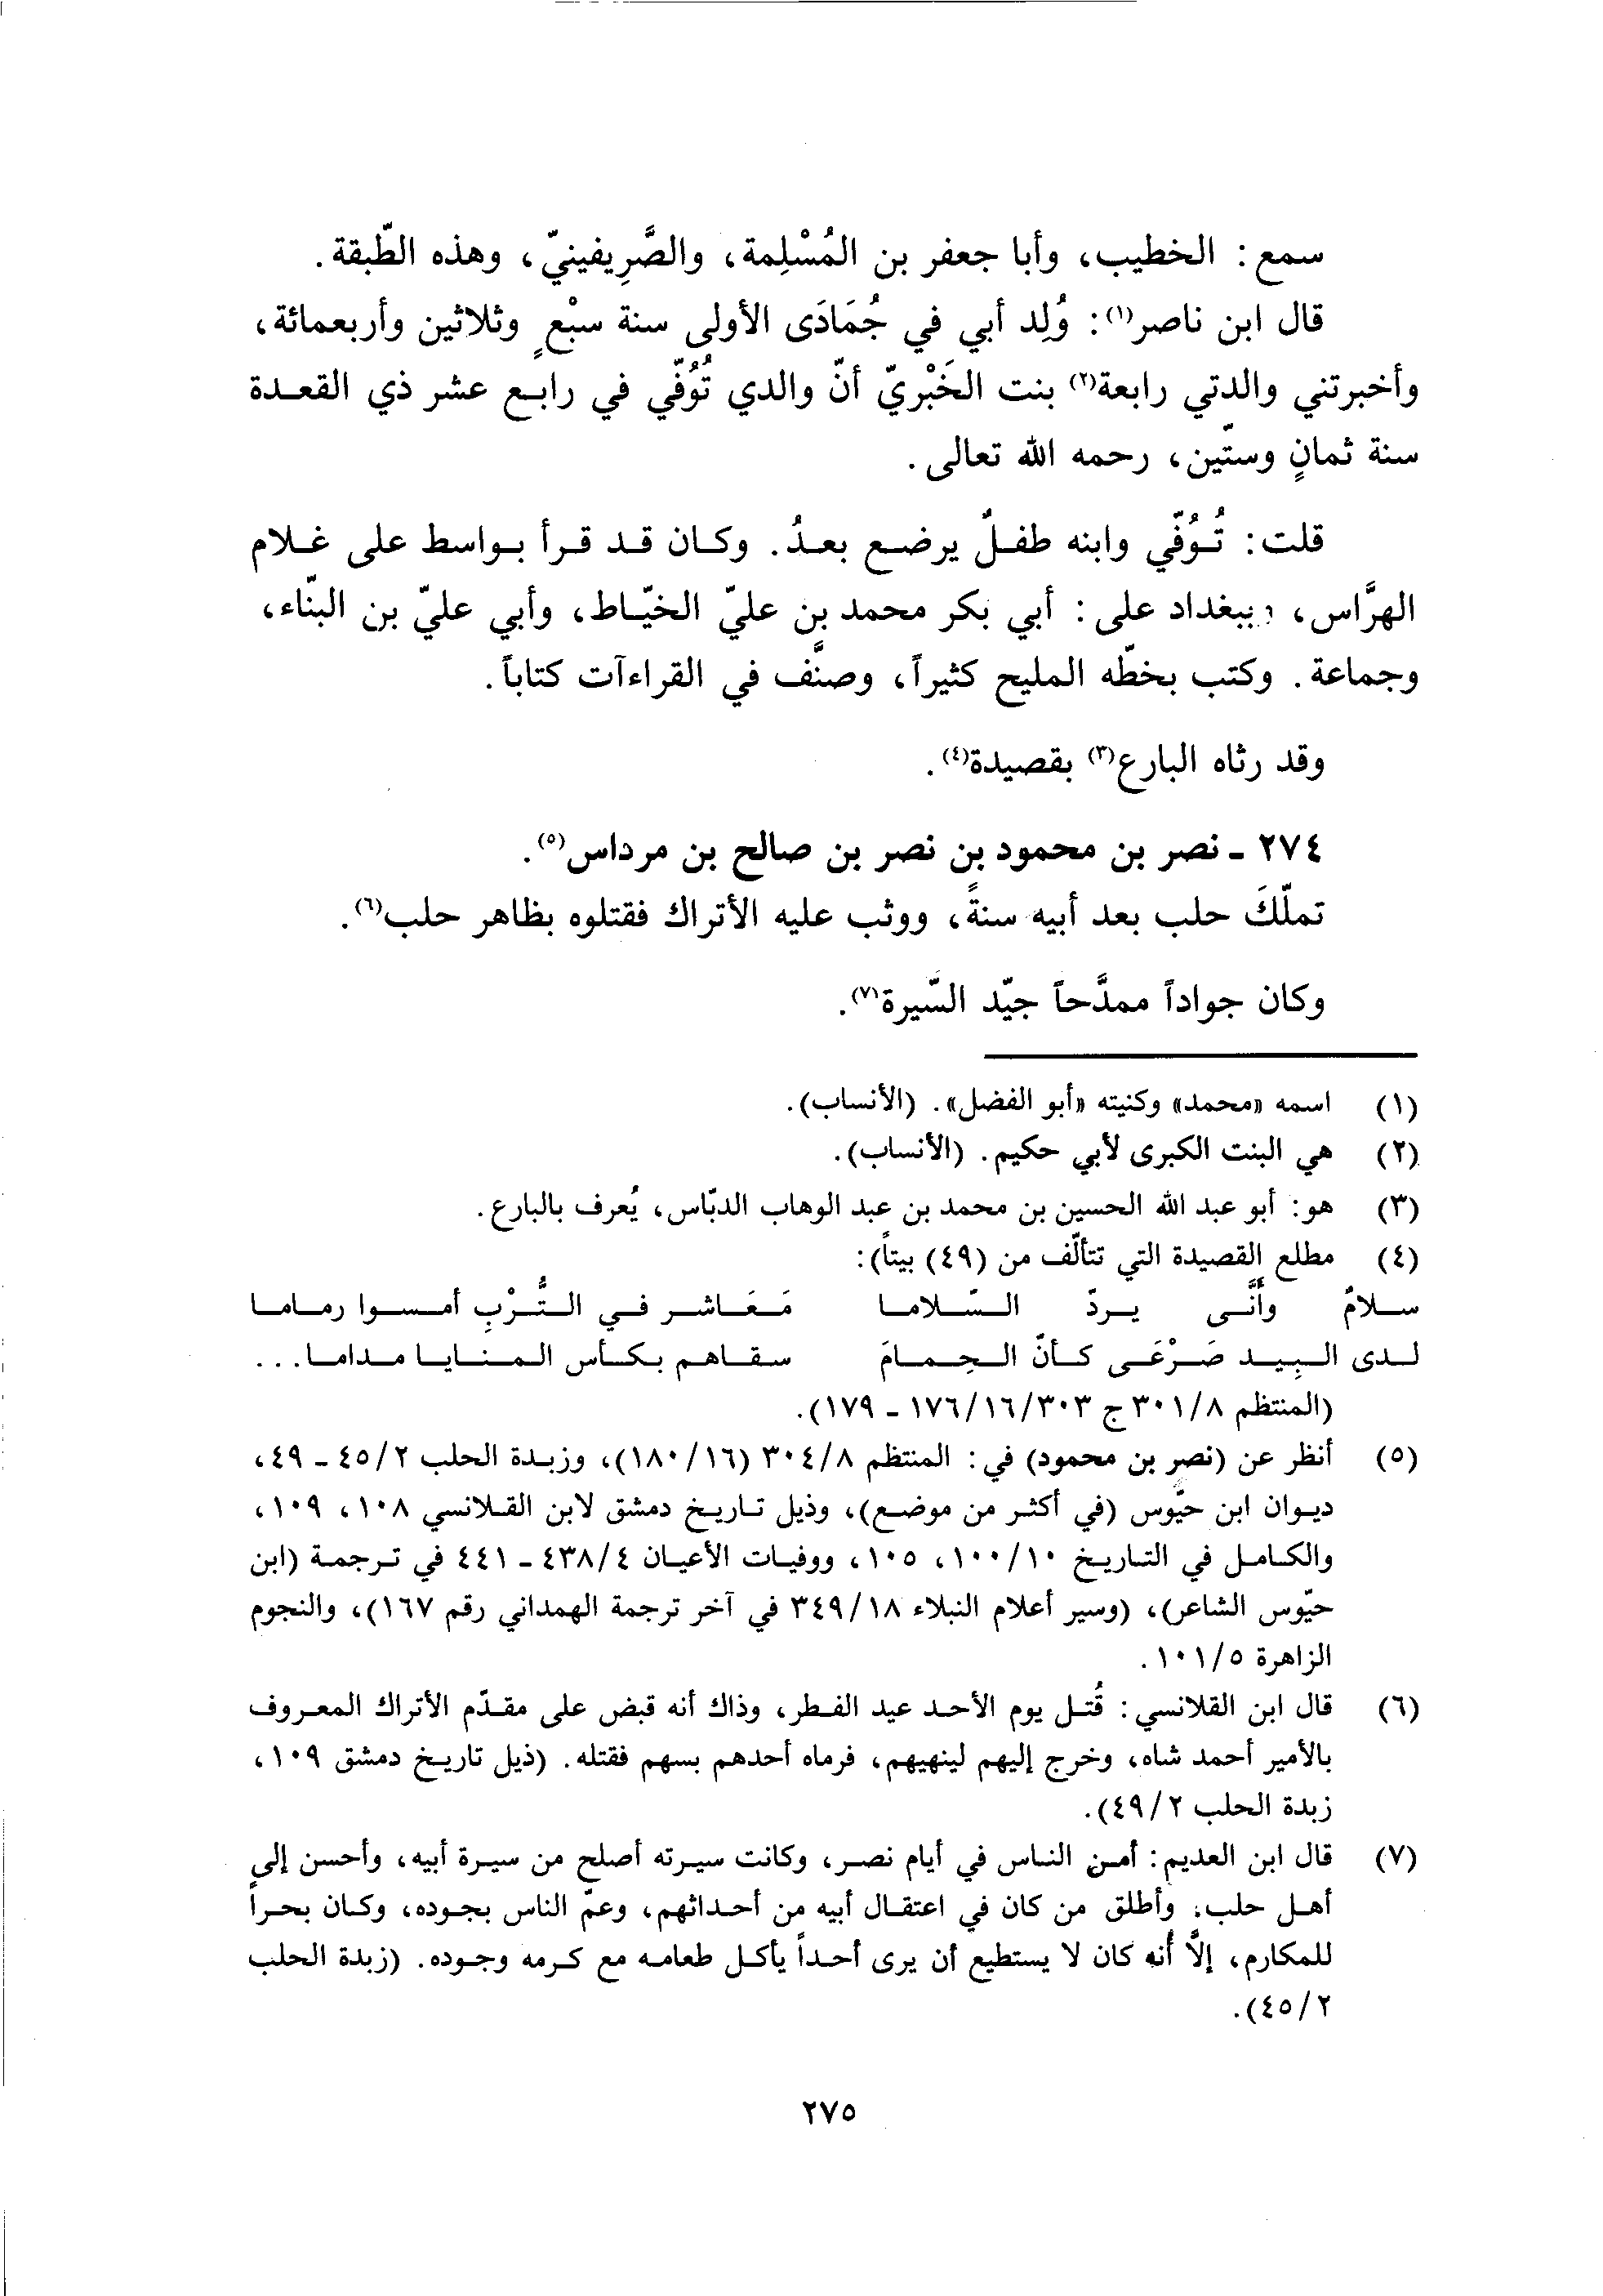 سمع: الخطيب، وأبا جعفر بن المُسْلِمة، والصَّرِيفينيّ، وهذه الطّبقة.
قال ابن ناصر(١): وُلِد أبي في جُمَادَى الأولى سنة سبْعٍ وثلاثين وأربعمائة،
وأخبرتني والدتي رابعة(٢) بنت الخَبْريّ أنّ والدي تُوُفّي في رابع عشر ذي القعدة
سنة ثمانٍ وستّين، رحمه الله تعالى.
قلت: تُوُفّي وابنه طفلٌ يرضع بعدُ. وكان قد قرأ بواسط على غلام
الهرَّاس، وببغداد على: أبي بكر محمد بن عليّ الخيّاط، وأبي عليّ بن البنّاء،
وجماعة. وكتب بخطّه المليح كثيراً، وصنَّف في القراءآت كتاباً.
وقد رثاه البارع(٣) بقصيدة(٤).
٢٧٤ ـ نصر بن محمود بن نصر بن صالح بن مرداس(٥).
تملّكَ حلب بعد أبيه سنةً، ووثب عليه الأتراك فقتلوه بظاهر حلب(٦).
وكان جواداً ممدَّحاً جيّد السّيرة(٧).
(١) اسمه «محمد» وكنيته «أبو الفضل». (الأنساب).
(٢) هي البنت الكبرى لأبي حكيم. (الأنساب).
(٣) هو: أبو عبد الله الحسين بن محمد بن عبد الوهاب الدبّاس، يُعرف بالبارع.
(٤) مطلع القصيدة التي تتألّف من (٤٩) بيتاً):
سلامٌ وأنَّى يردّ السّلاما مَعَاشر في التُّرْبِ أمسوا رماما
لدى البِيد صَرْعَى كأنّ الحِمامَ سقاهم بكأس المنايا مداما...
(المنتظم ٣٠١/٨ ج ١٧٦/١٦/٣٠٣ ـ ١٧٩).
(٥) أنظر عن (نصر بن محمود) في: المنتظم ٣٠٤/٨ (١٨٠/١٦)، وزبدة الحلب ٤٥/٢ ـ ٤٩،
ديوان ابن حيّوس (في أكثر من موضع)، وذيل تاريخ دمشق لابن القلانسي ١٠٨، ١٠٩،
والكامل في التاريخ ١٠٠/١٠، ١٠٥، ووفيات الأعيان ٤٣٨/٤ ـ ٤٤١ في ترجمة (ابن
حيّوس الشاعر)، (وسير أعلام النبلاء ٣٤٩/١٨ في آخر ترجمة الهمداني رقم ١٦٧)، والنجوم
الزاهرة ١٠١/٥.
(٦) قال ابن القلانسي: قُتل يوم الأحد عيد الفطر، وذاك أنه قبض على مقدّم الأتراك المعروف
بالأمير أحمد شاه، وخرج إليهم لينهيهم، فرماه أحدهم بسهم فقتله. (ذيل تاريخ دمشق ١٠٩،
زبدة الحلب ٤٩/٢).
(٧) قال ابن العديم: أمن الناس في أيام نصر، وكانت سيرته أصلح من سيرة أبيه، وأحسن إلى
أهل حلب، وأطلق من كان في اعتقال أبيه من أحداثهم، وعمّ الناس بجوده، وكان بحراً
للمكارم، إلاَّ أنه كان لا يستطيع أن يرى أحداً يأكل طعامه مع كرمه وجوده. (زبدة الحلب
٤٥/٢).
٢٧٥